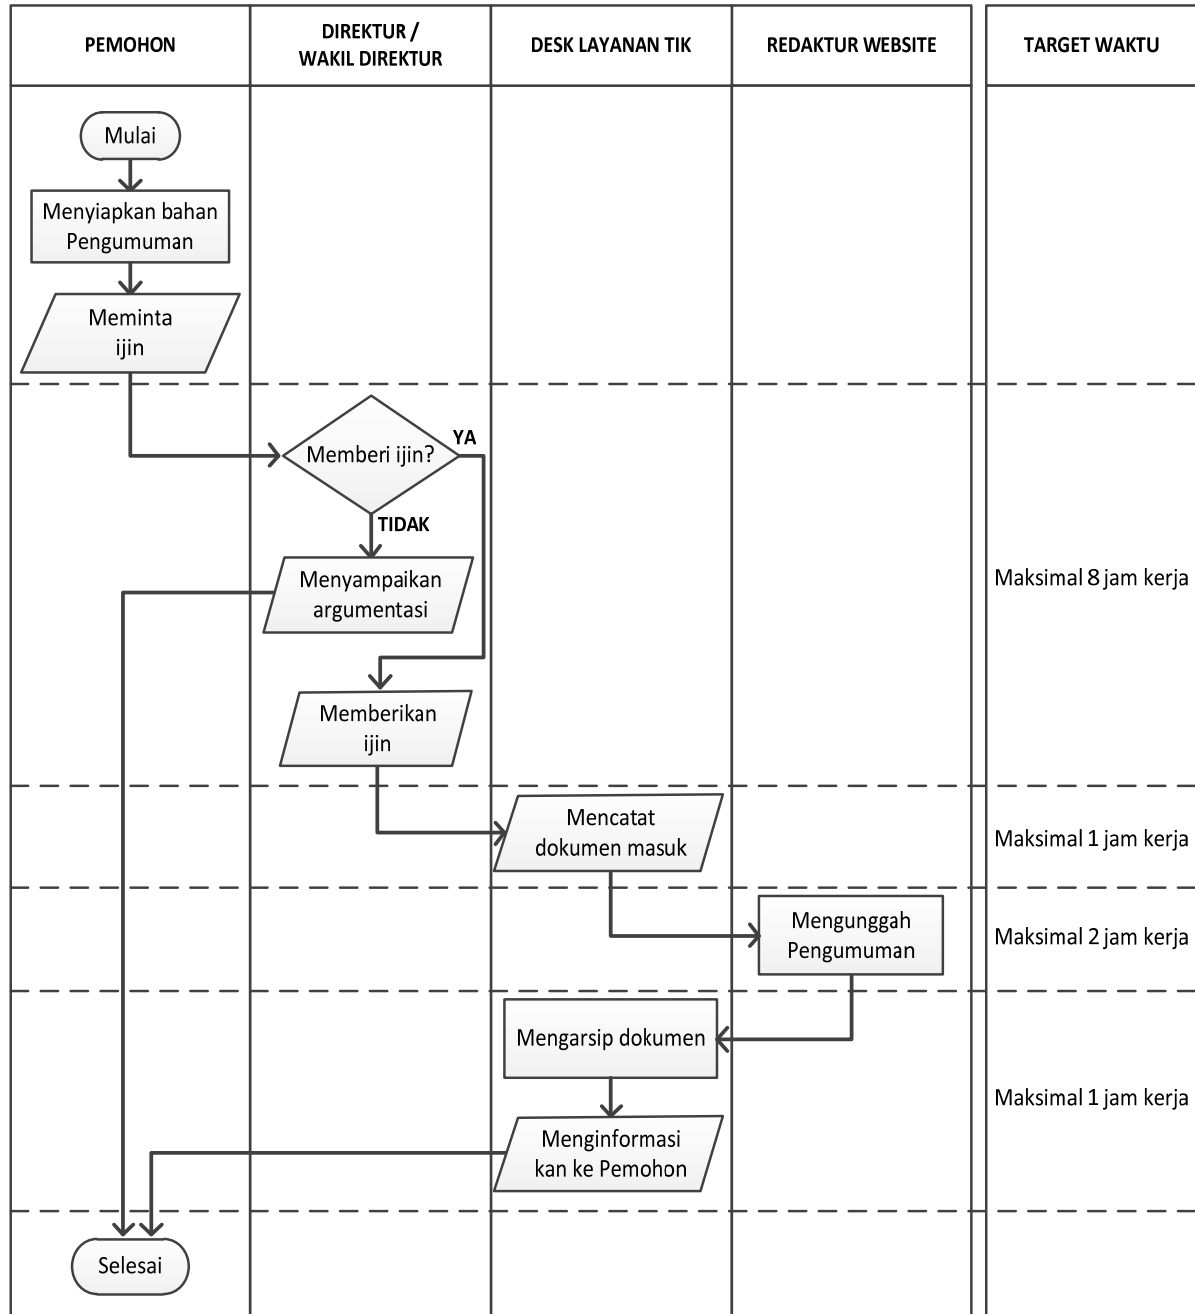 PEMOHON
DIREKTUR /
WAKIL DIREKTUR
DESK LAYANAN TIK
REDAKTUR WEBSITE
TARGET WAKTU
Mulai
Menyiapkan bahan
Pengumuman
Meminta
ijin
Memberi ijin?
YA
TIDAK
Menyampaikan
argumentasi
Maksimal 8 jam kerja
Memberikan
ijin
Mencatat
dokumen masuk
Maksimal 1 jam kerja
Mengunggah
Pengumuman
Maksimal 2 jam kerja
Mengarsip dokumen
Maksimal 1 jam kerja
Menginformasi
kan ke Pemohon
Selesai